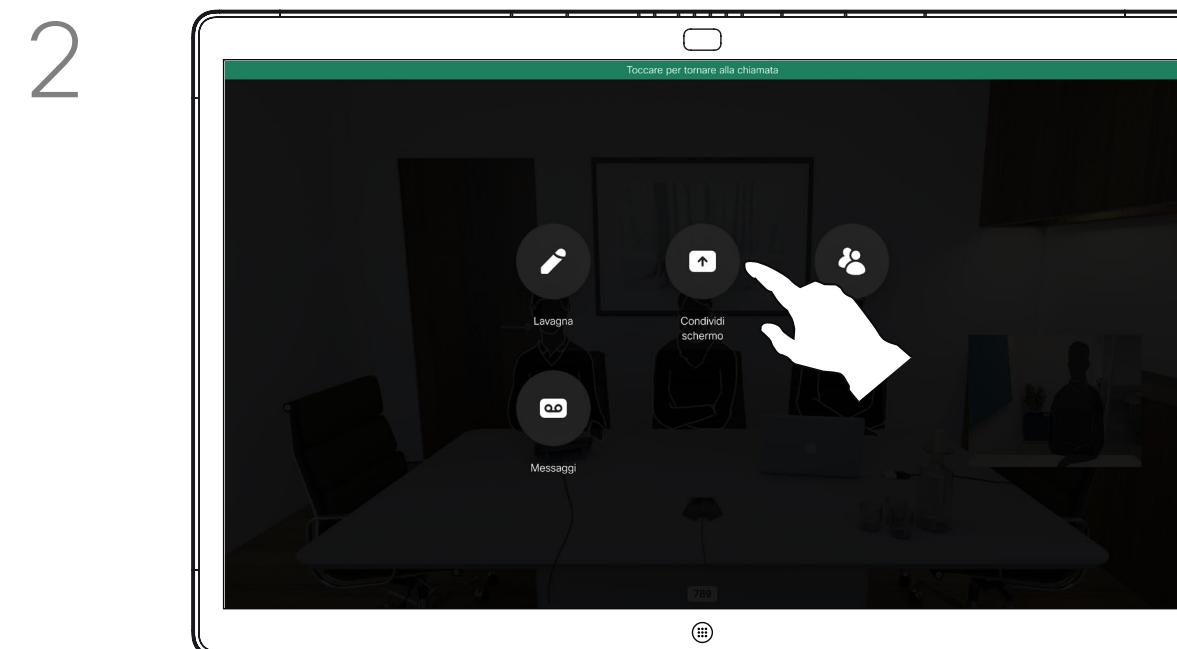 2
Toccare per tornare alla chiamata
Lavagna
Condividi
schermo
Messaggi
789